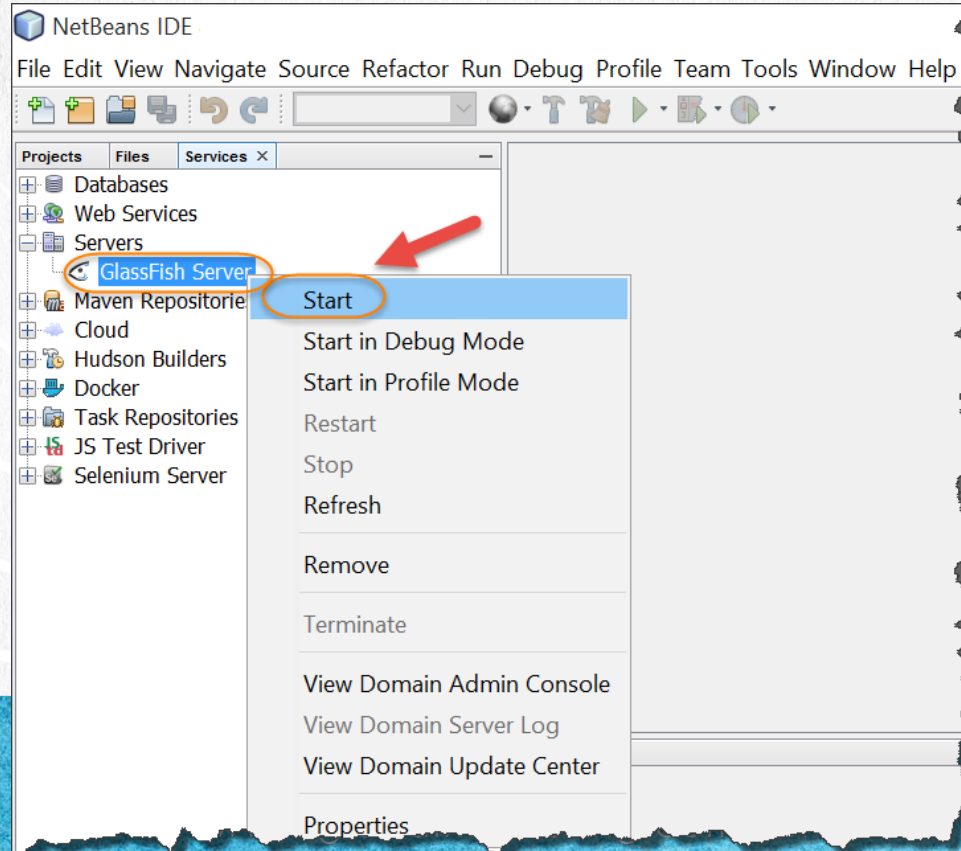 NetBeans IDE
File Edit View Navigate Source Refactor Run Debug Profile Team Tools Window Help
Projects Files Services
Databases
Web Services
Servers
GlassFish Server
Maven Repositorie
Cloud
Hudson Builders
Docker
Task Repositories
JS Test Driver
Selenium Server
Start
Start in Debug Mode
Start in Profile Mode
Restart
Stop
Refresh
Remove
Terminate
View Domain Admin Console
View Domain Server Log
View Domain Update Center
Properties